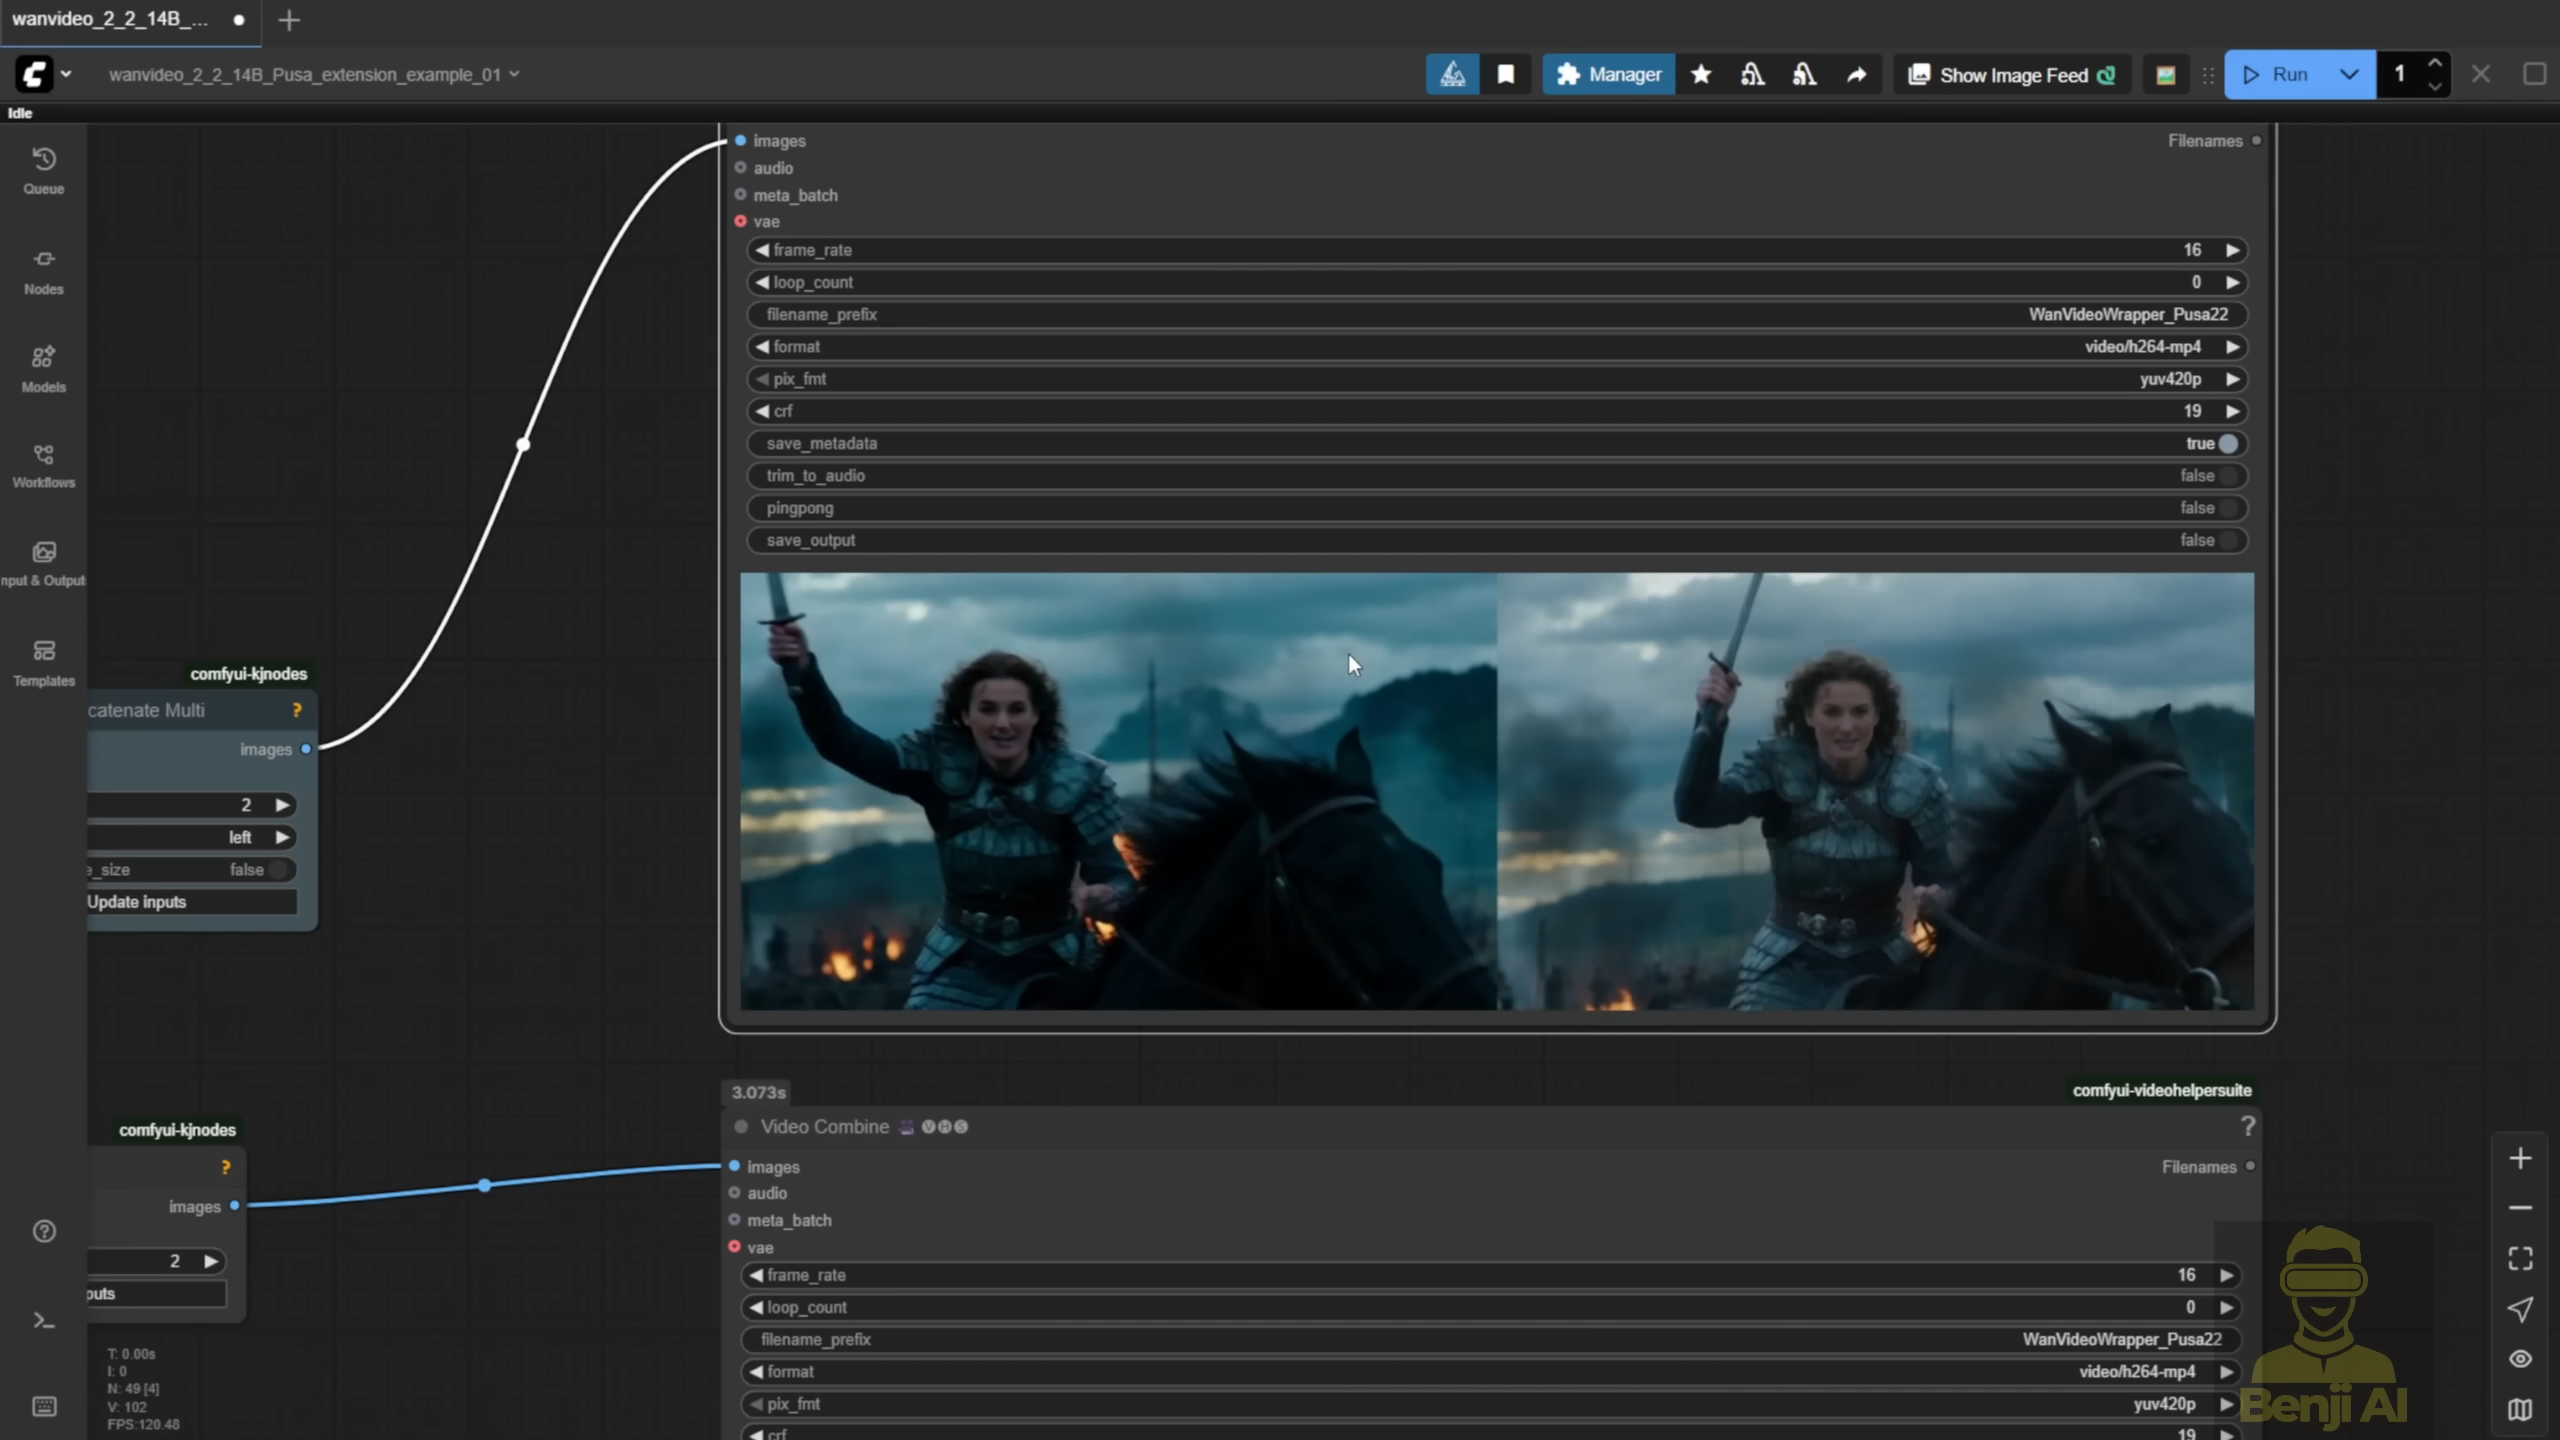 wanvideo_2_2_14B_...
wanvideo_2_2_14B_Pusa_extension_example_01
Manager
Show Image Feed
Run
1
Idle
Queue
Nodes
Models
Workflows
nput & Output
Templates
images
Filenames
audio
meta_batch
vae
frame_rate 16
loop_count 0
filename_prefix WanVideoWrapper_Pusa22
format video/h264-mp4
pix_fmt yuv420p
crf 19
save_metadata true
trim_to_audio false
pingpong false
save_output false
comfyui-kjnodes
catenate Multi ?
images
2
left
e_size false
Update inputs
3.073s
comfyui-videohelpersuite
Video Combine VHS ?
images
Filenames
audio
meta_batch
vae
frame_rate 16
loop_count 0
filename_prefix WanVideoWrapper_Pusa22
format video/h264-mp4
pix_fmt yuv420p
crf 19
comfyui-kjnodes
?
images
2
puts
T: 0.00s
I: 0
N: 49 [4]
V: 102
FPS:120.48
Benji AI